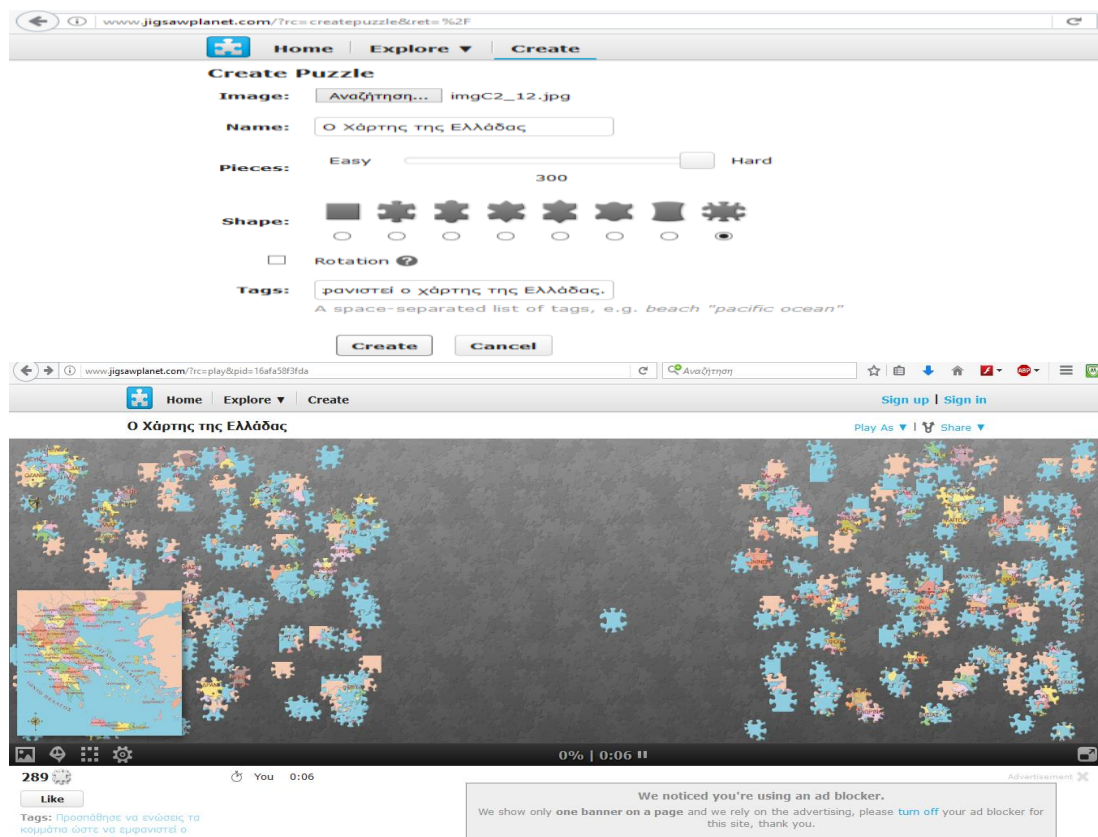 www.jigsawplanet.com/?rc=createpuzzle&ret=%2F
Home Explore ▼ Create
Create Puzzle
Image: Αναζήτηση... imgC2_12.jpg
Name: Ο Χάρτης της Ελλάδας
Pieces: Easy Hard
300
Shape:
Rotation ?
Tags: ρανιστεί ο χάρτης της Ελλάδας.
A space-separated list of tags, e.g. beach "pacific ocean"
Create Cancel
www.jigsawplanet.com/?rc=play&pid=16afa58f3fda Αναζήτηση ABP
Home Explore ▼ Create Sign up | Sign in
Ο Χάρτης της Ελλάδας Play As ▼ | Share ▼
0% | 0:06
289 You 0:06 Advertisement
Like
We noticed you're using an ad blocker.
Tags: Προσπάθησε να ενώσεις τα
κομμάτια ώστε να εμφανιστεί ο
We show only one banner on a page and we rely on the advertising, please turn off your ad blocker for
this site, thank you.